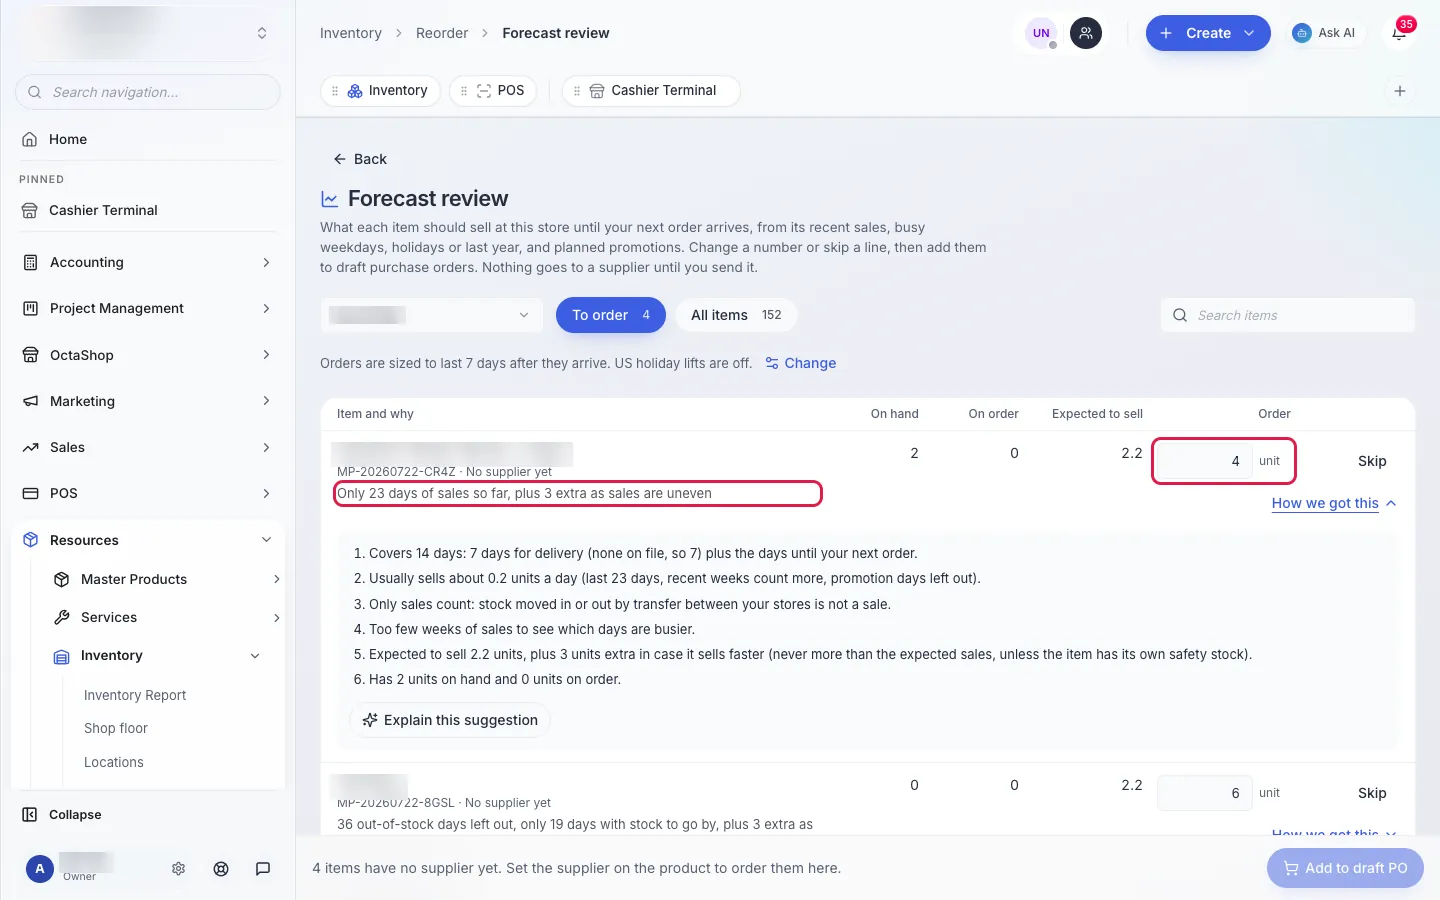 Inventory > Reorder > Forecast review
UN
Create
Ask AI
35
Search navigation...
Inventory
POS
Cashier Terminal
Home
PINNED
Cashier Terminal
Accounting
Project Management
OctaShop
Marketing
Sales
POS
Resources
Master Products
Services
Inventory
Inventory Report
Shop floor
Locations
Collapse
A
Owner
Back
Forecast review
What each item should sell at this store until your next order arrives, from its recent sales, busy
weekdays, holidays or last year, and planned promotions. Change a number or skip a line, then add them
to draft purchase orders. Nothing goes to a supplier until you send it.
To order 4
All items 152
Search items
Orders are sized to last 7 days after they arrive. US holiday lifts are off. Change
Item and why On hand On order Expected to sell Order
2 0 2.2 4 unit Skip
MP-20260722-CR4Z · No supplier yet
Only 23 days of sales so far, plus 3 extra as sales are uneven
How we got this
1. Covers 14 days: 7 days for delivery (none on file, so 7) plus the days until your next order.
2. Usually sells about 0.2 units a day (last 23 days, recent weeks count more, promotion days left out).
3. Only sales count: stock moved in or out by transfer between your stores is not a sale.
4. Too few weeks of sales to see which days are busier.
5. Expected to sell 2.2 units, plus 3 units extra in case it sells faster (never more than the expected sales, unless the item has its own safety stock).
6. Has 2 units on hand and 0 units on order.
Explain this suggestion
0 0 2.2 6 unit Skip
MP-20260722-8GSL · No supplier yet
36 out-of-stock days left out, only 19 days with stock to go by, plus 3 extra as
How we got this
4 items have no supplier yet. Set the supplier on the product to order them here.
Add to draft PO